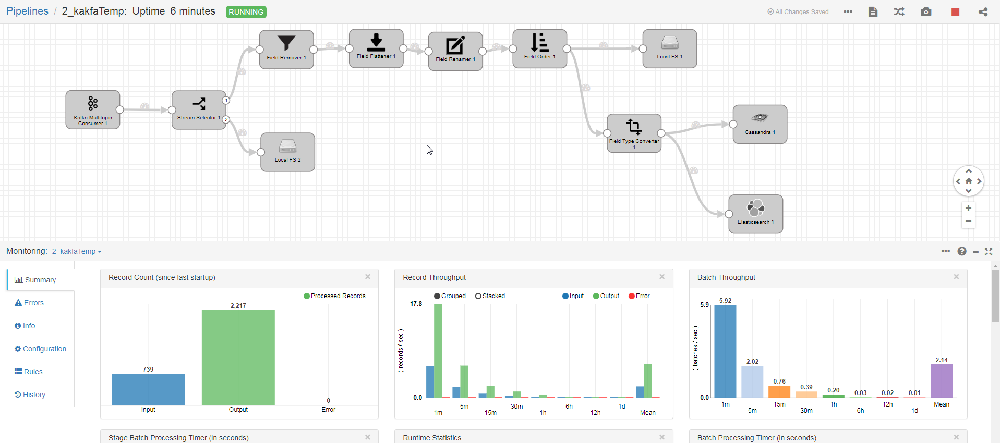 Pipelines / 2_kakfaTemp: Uptime 6 minutes RUNNING
All Changes Saved
Field Remover 1
Field Flattener 1
Field Renamer 1
Field Order 1
Local FS 1
Kafka Multitopic
Consumer 1
Stream Selector 1
1
2
Local FS 2
Field Type Converter
1
Cassandra 1
Elasticsearch 1
Monitoring: 2_kakfaTemp
Summary
Errors
Info
Configuration
Rules
History
Record Count (since last startup)
Processed Records
739
2,217
0
Input
Output
Error
Record Throughput
Grouped
Stacked
Input
Output
Error
17.8
0.0
( records / sec )
1m
5m
15m
30m
1h
6h
12h
1d
Mean
Batch Throughput
5.9
0.0
( batches / sec )
5.92
2.02
0.76
0.39
0.20
0.03
0.02
0.01
2.14
1m
5m
15m
30m
1h
6h
12h
1d
Mean
Stage Batch Processing Timer (in seconds)
Runtime Statistics
Batch Processing Timer (in seconds)